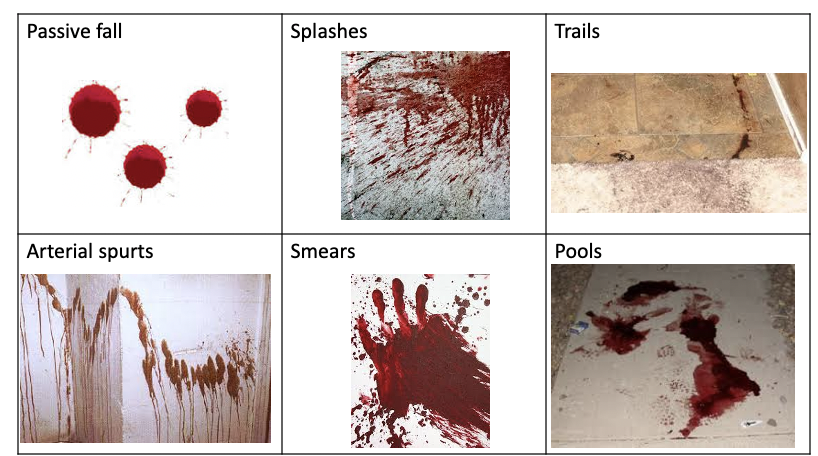 Passive fall
Splashes
Trails
Arterial spurts
Smears
Pools